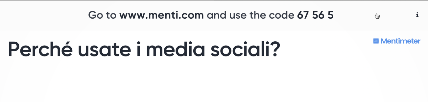 Go to www.menti.com and use the code 67 56 5
Mentimeter
Perché usate i media sociali?